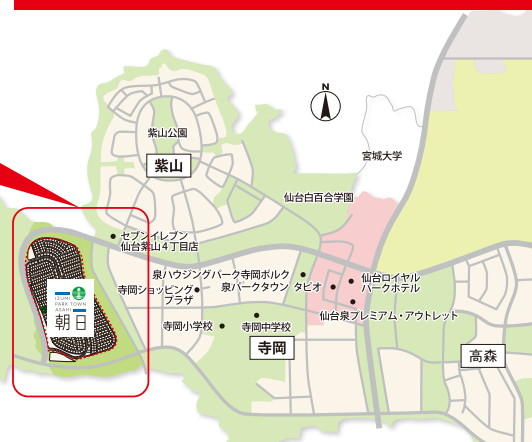 N
紫山公園
宮城大学
紫山
仙台白百合学園
セブンイレブン
仙台紫山4丁目店
泉ハウジングパーク寺岡ポルク
仙台ロイヤル
パークホテル
寺岡ショッピング
プラザ
泉パークタウン タピオ
IZUMI
PARK TOWN
ASAHI
朝日
仙台泉プレミアム・アウトレット
寺岡小学校
寺岡中学校
寺岡
高森